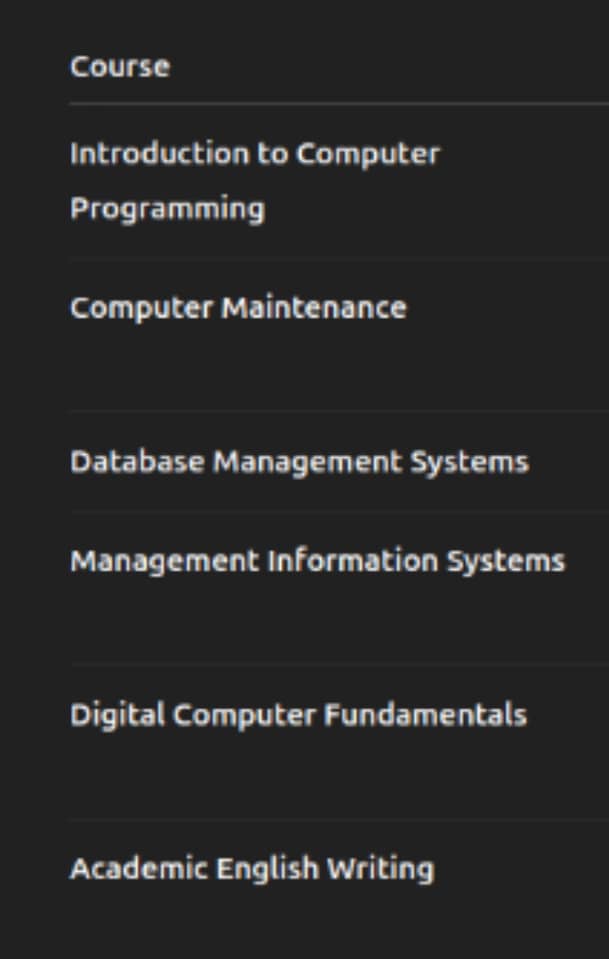 Course
Introduction to Computer
Programming
Computer Maintenance
Database Management Systems
Management Information Systems
Digital Computer Fundamentals
Academic English Writing